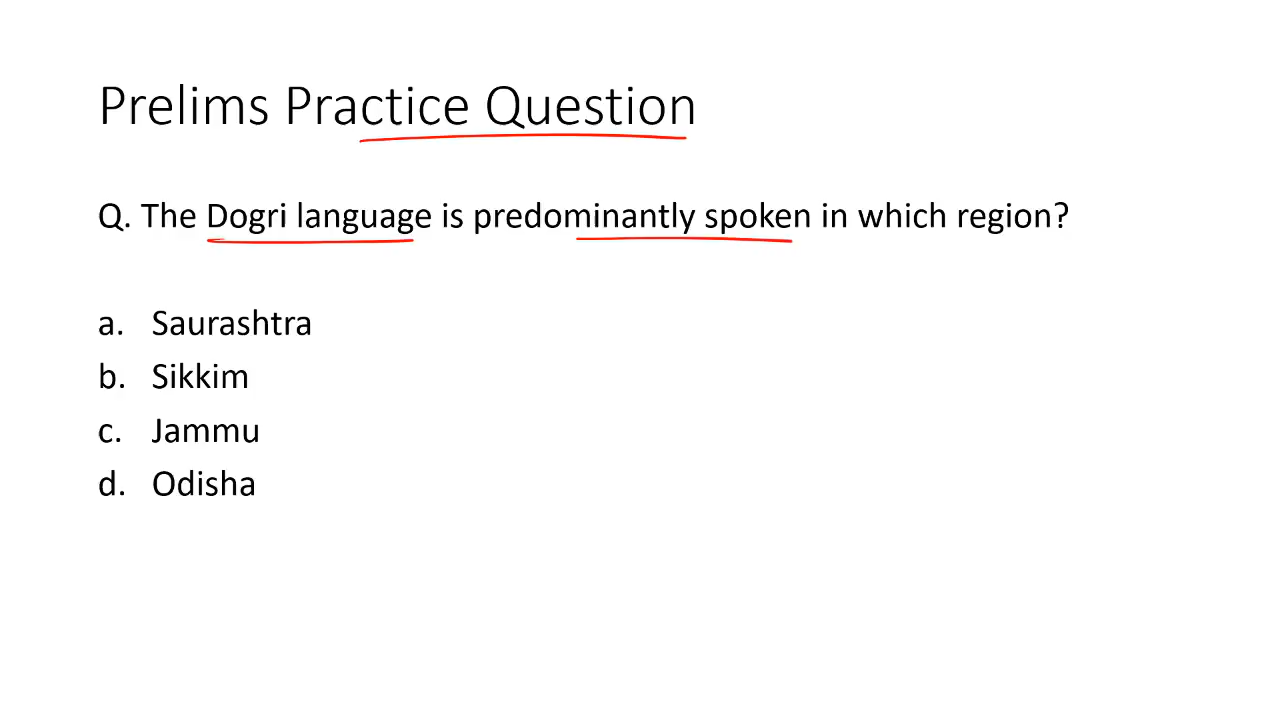 Prelims Practice Question
Q. The Dogri language is predominantly spoken in which region?
a. Saurashtra
b. Sikkim
c. Jammu
d. Odisha